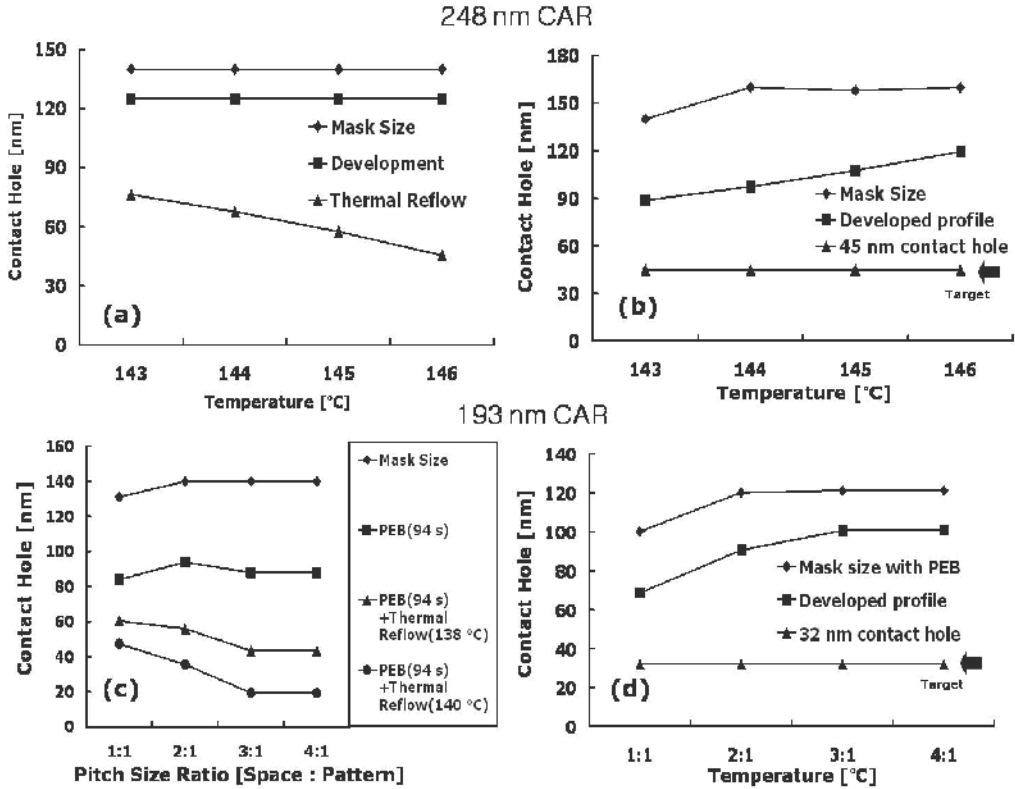 248 nm CAR
150
120
90
60
30
0
Contact Hole [nm]
Mask Size
Development
Thermal Reflow
(a)
143 144 145 146
Temperature [°C]
180
150
120
90
60
30
0
Contact Hole [nm]
Mask Size
Developed profile
45 nm contact hole
Target
(b)
143 144 145 146
Temperature [°C]
193 nm CAR
160
140
120
100
80
60
40
20
0
Contact Hole [nm]
Mask Size
PEB(94 s)
PEB(94 s)
+Thermal
Reflow(138 °C)
PEB(94 s)
+Thermal
Reflow(140 °C)
(c)
1:1 2:1 3:1 4:1
Pitch Size Ratio [Space : Pattern]
140
120
100
80
60
40
20
0
Contact Hole [nm]
Mask size with PEB
Developed profile
32 nm contact hole
Target
(d)
1:1 2:1 3:1 4:1
Temperature [°C]